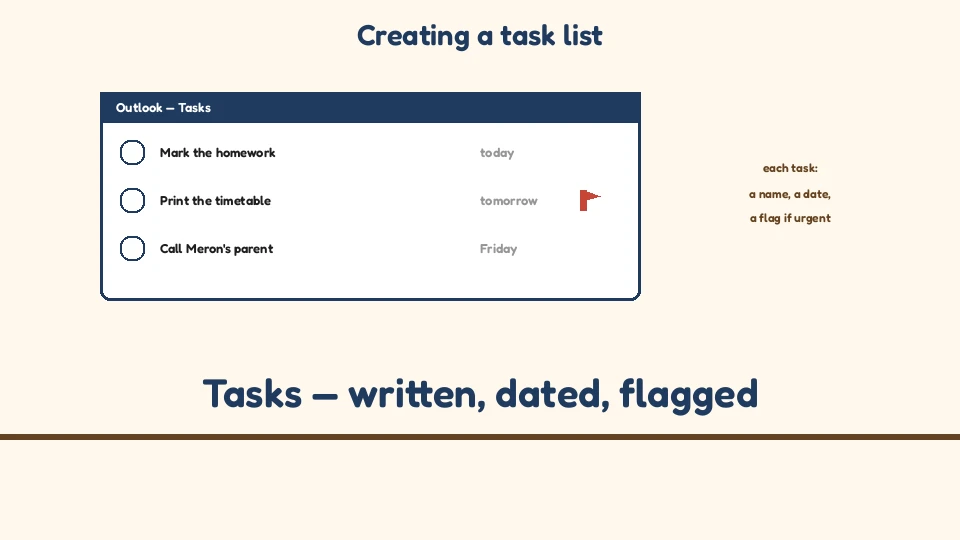 Creating a task list
Outlook — Tasks
Mark the homework today
Print the timetable tomorrow
Call Meron's parent Friday
each task:
a name, a date,
a flag if urgent
Tasks — written, dated, flagged